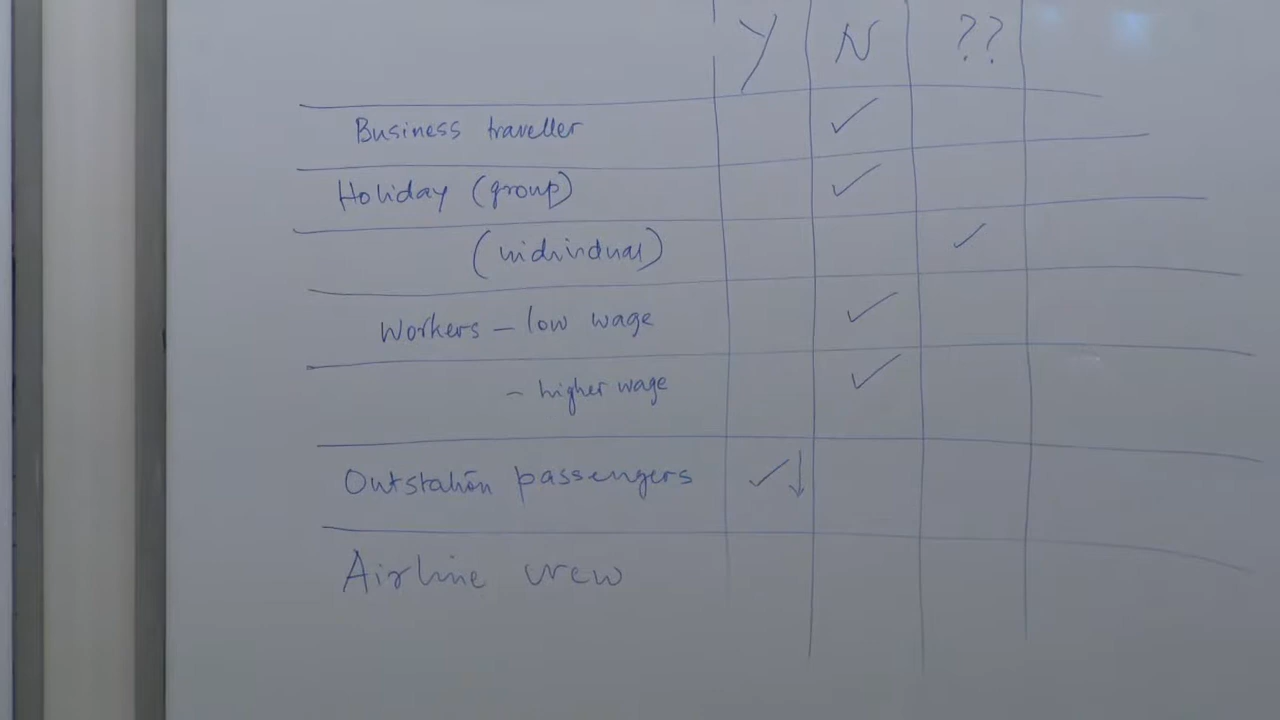 Y N ??
Business traveller ✓
Holiday (group) ✓
(individual) ✓
Workers – low wage ✓
– higher wage ✓
Outstation passengers ✓↓
Airline crew